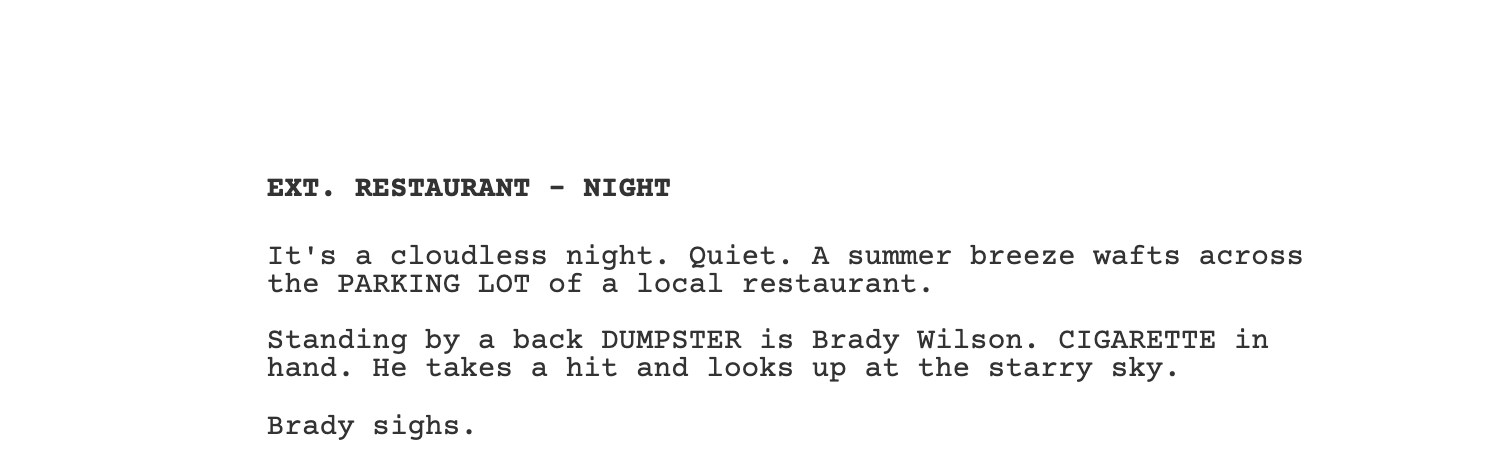 EXT. RESTAURANT - NIGHT
It's a cloudless night. Quiet. A summer breeze wafts across
the PARKING LOT of a local restaurant.
Standing by a back DUMPSTER is Brady Wilson. CIGARETTE in
hand. He takes a hit and looks up at the starry sky.
Brady sighs.